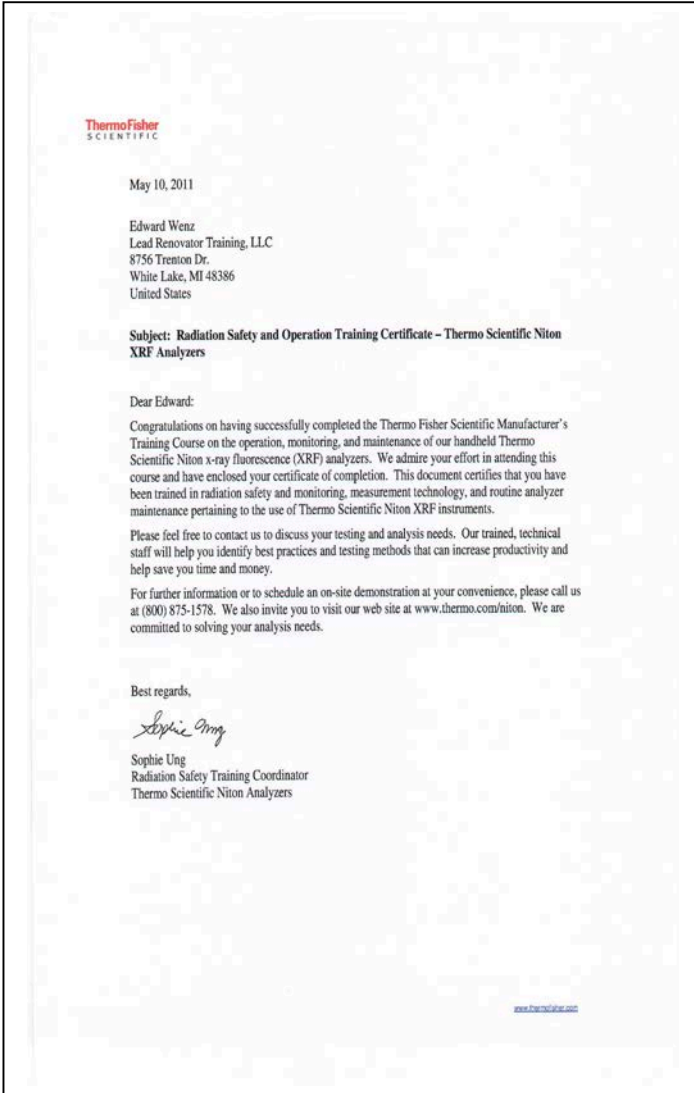 ThermoFisher
SCIENTIFIC
May 10, 2011
Edward Wenz
Lead Renovator Training, LLC
8756 Trenton Dr.
White Lake, MI 48386
United States
Subject: Radiation Safety and Operation Training Certificate – Thermo Scientific Niton
XRF Analyzers
Dear Edward:
Congratulations on having successfully completed the Thermo Fisher Scientific Manufacturer's
Training Course on the operation, monitoring, and maintenance of our handheld Thermo
Scientific Niton x-ray fluorescence (XRF) analyzers. We admire your effort in attending this
course and have enclosed your certificate of completion. This document certifies that you have
been trained in radiation safety and monitoring, measurement technology, and routine analyzer
maintenance pertaining to the use of Thermo Scientific Niton XRF instruments.
Please feel free to contact us to discuss your testing and analysis needs. Our trained, technical
staff will help you identify best practices and testing methods that can increase productivity and
help save you time and money.
For further information or to schedule an on-site demonstration at your convenience, please call us
at (800) 875-1578. We also invite you to visit our web site at www.thermo.com/niton. We are
committed to solving your analysis needs.
Best regards,
Sophie Ung
Sophie Ung
Radiation Safety Training Coordinator
Thermo Scientific Niton Analyzers
www.thermofisher.com